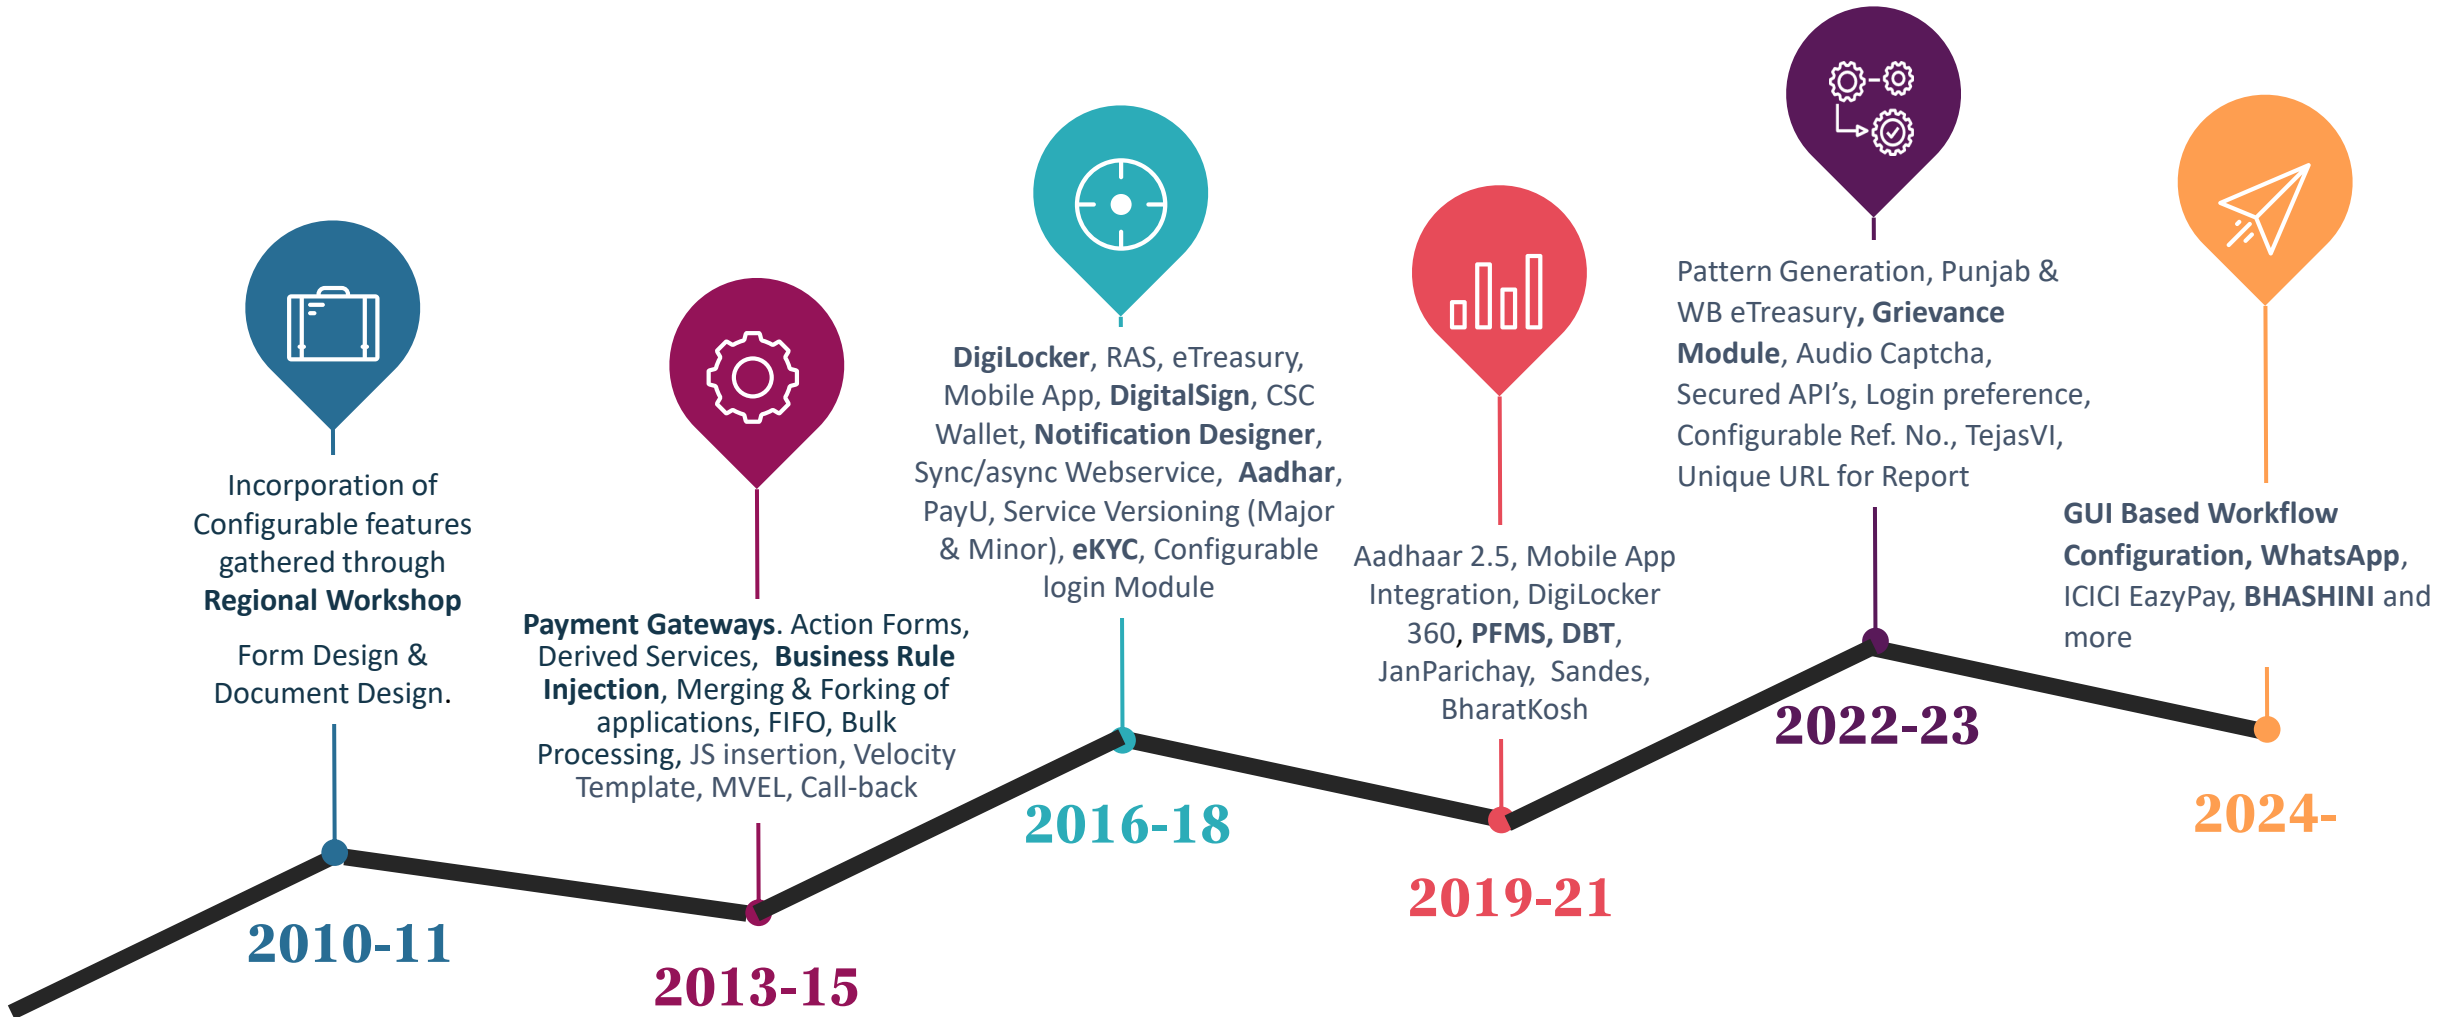 Incorporation of
Configurable features
gathered through
Regional Workshop
Form Design &
Document Design.
2010-11
Payment Gateways. Action Forms,
Derived Services, Business Rule
Injection, Merging & Forking of
applications, FIFO, Bulk
Processing, JS insertion, Velocity
Template, MVEL, Call-back
2013-15
DigiLocker, RAS, eTreasury,
Mobile App, DigitalSign, CSC
Wallet, Notification Designer,
Sync/async Webservice, Aadhar,
PayU, Service Versioning (Major
& Minor), eKYC, Configurable
login Module
2016-18
Aadhaar 2.5, Mobile App
Integration, DigiLocker
360, PFMS, DBT,
JanParichay, Sandes,
BharatKosh
2019-21
Pattern Generation, Punjab &
WB eTreasury, Grievance
Module, Audio Captcha,
Secured API’s, Login preference,
Configurable Ref. No., TejasVI,
Unique URL for Report
2022-23
GUI Based Workflow
Configuration, WhatsApp,
ICICI EazyPay, BHASHINI and
more
2024-